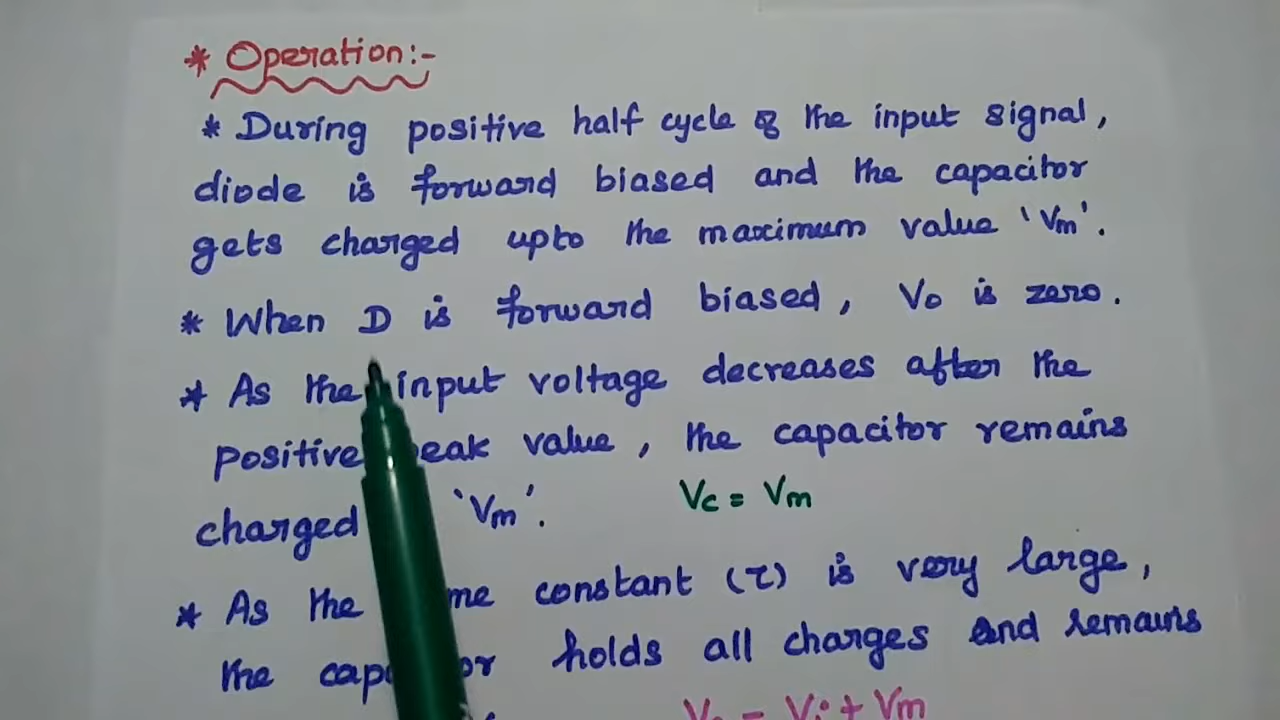 * Operation:-
* During positive half cycle of the input signal,
diode is forward biased and the capacitor
gets charged upto the maximum value 'Vm'.
* When D is forward biased, Vo is zero.
* As the input voltage decreases after the
positive peak value, the capacitor remains
charged 'Vm'. Vc = Vm
* As the constant (τ) is very large,
the holds all charges and remains
Vi + Vm